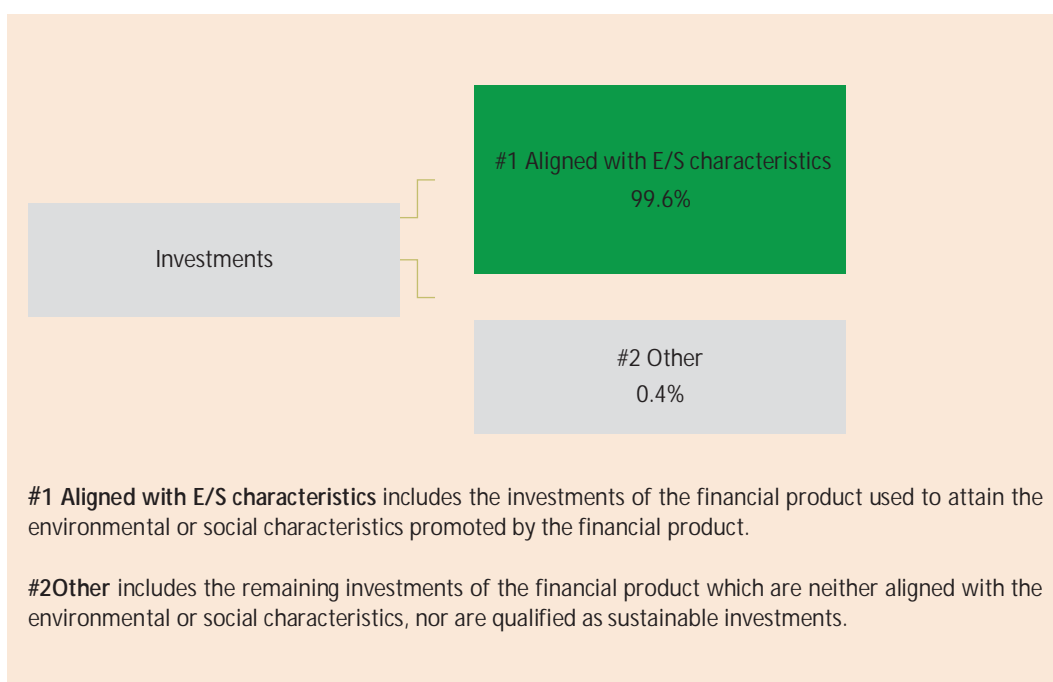 #1 Aligned with E/S characteristics
99.6%
Investments
#2 Other
0.4%
#1 Aligned with E/S characteristics includes the investments of the financial product used to attain the
environmental or social characteristics promoted by the financial product.
#2Other includes the remaining investments of the financial product which are neither aligned with the
environmental or social characteristics, nor are qualified as sustainable investments.